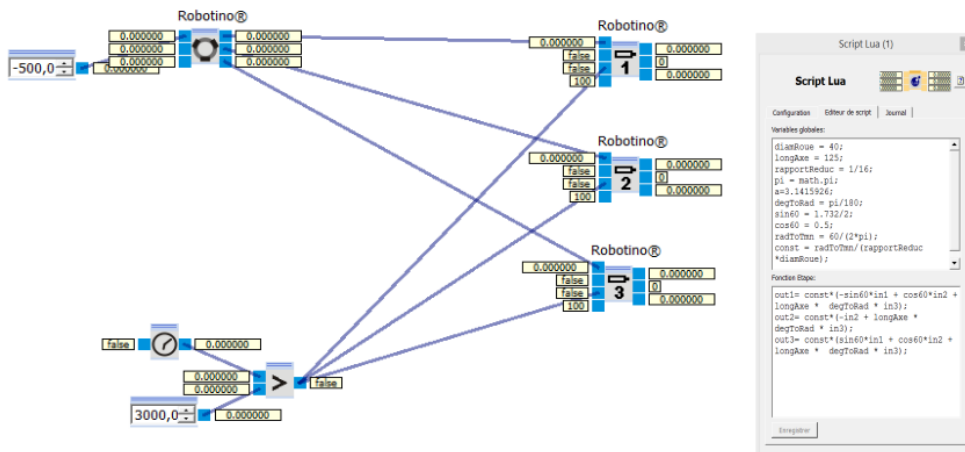 Robotino®
0.000000
0.000000
0.000000
0.000000
0.000000
0.000000
-500,0
0.000000
Robotino®
0.000000
false
false
100
1
0.000000
0
0.000000
Robotino®
0.000000
false
false
100
2
0.000000
0
0.000000
Robotino®
0.000000
false
false
100
3
0.000000
0
0.000000
false
0.000000
0.000000
0.000000
>
false
3000,0
0.000000
Script Lua (1)
Script Lua
?
Configuration
Editeur de script
Journal
Variables globales:
diamRoue = 40;
longAxe = 125;
rapportReduc = 1/16;
pi = math.pi;
a=3.1415926;
degToRad = pi/180;
sin60 = 1.732/2;
cos60 = 0.5;
radToTmn = 60/(2*pi);
const = radToTmn/(rapportReduc
*diamRoue);
Fonction Etape:
out1= const*(-sin60*in1 + cos60*in2 +
longAxe * degToRad * in3);
out2= const*(-in2 + longAxe *
degToRad * in3);
out3= const*(sin60*in1 + cos60*in2 +
longAxe * degToRad * in3);
Enregistrer